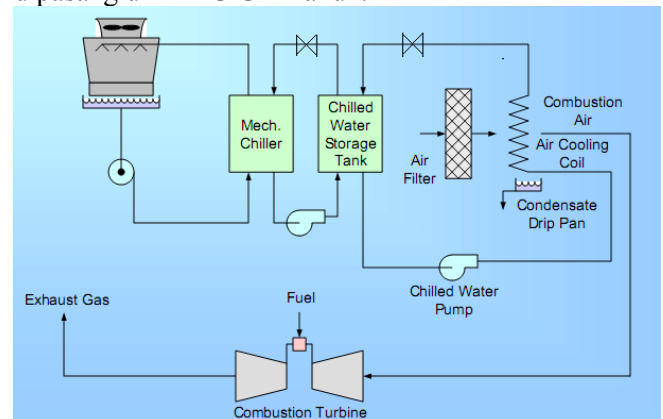 Mech.
Chiller
Chilled
Water
Storage
Tank
Air
Filter
Combustion
Air
Air Cooling
Coil
Condensate
Drip Pan
Chilled Water
Pump
Exhaust Gas
Fuel
Combustion Turbine